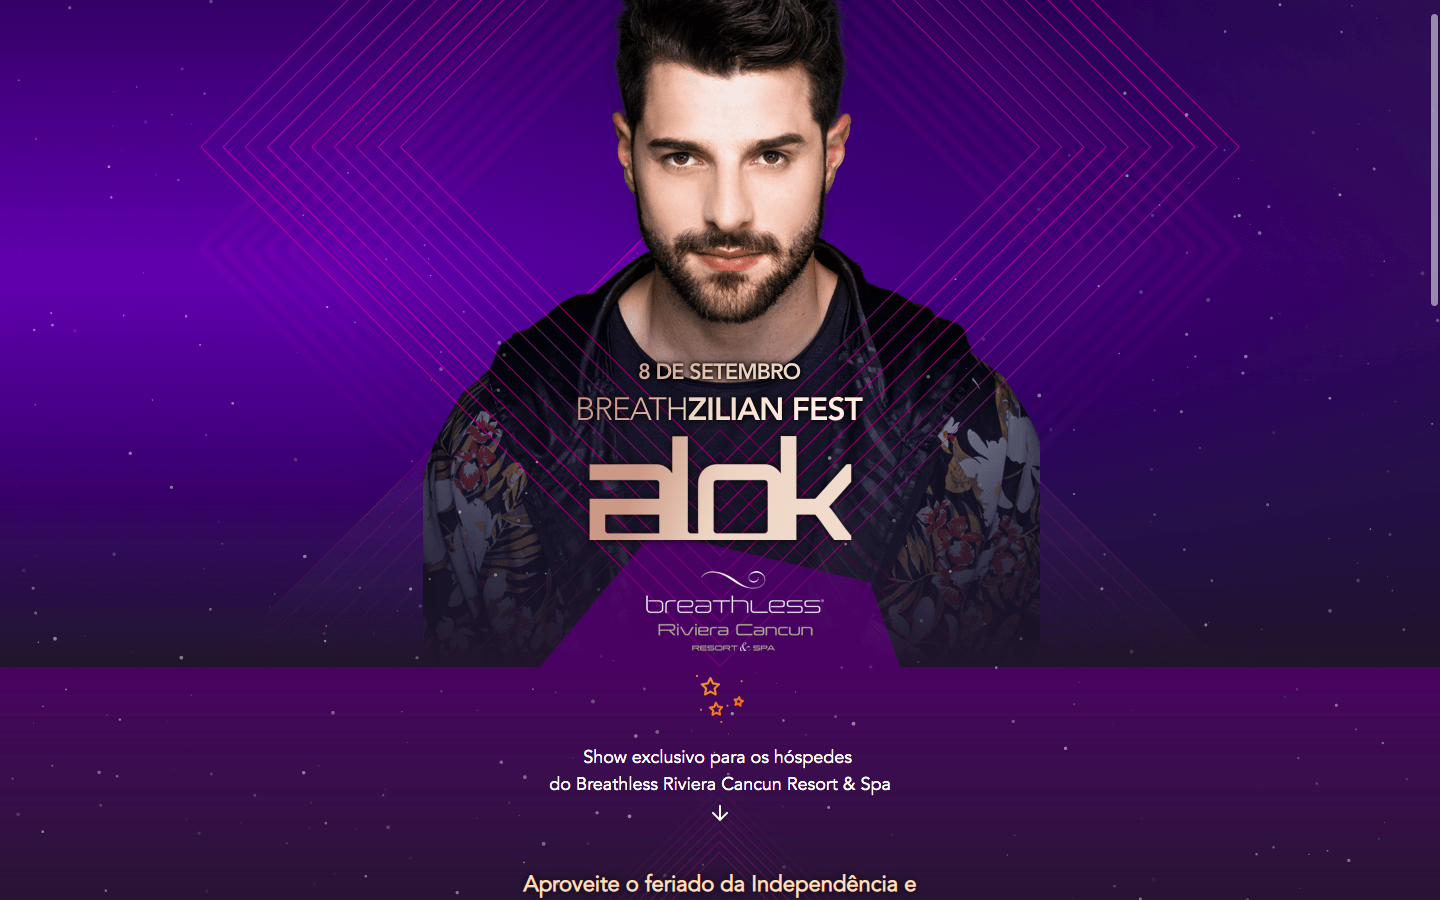 8 DE SETEMBRO
BREATHZILIAN FEST
alok
breathless®
Riviera Cancun
RESORT & SPA
Show exclusivo para os hóspedes
do Breathless Riviera Cancun Resort & Spa
Aproveite o feriado da Independência e